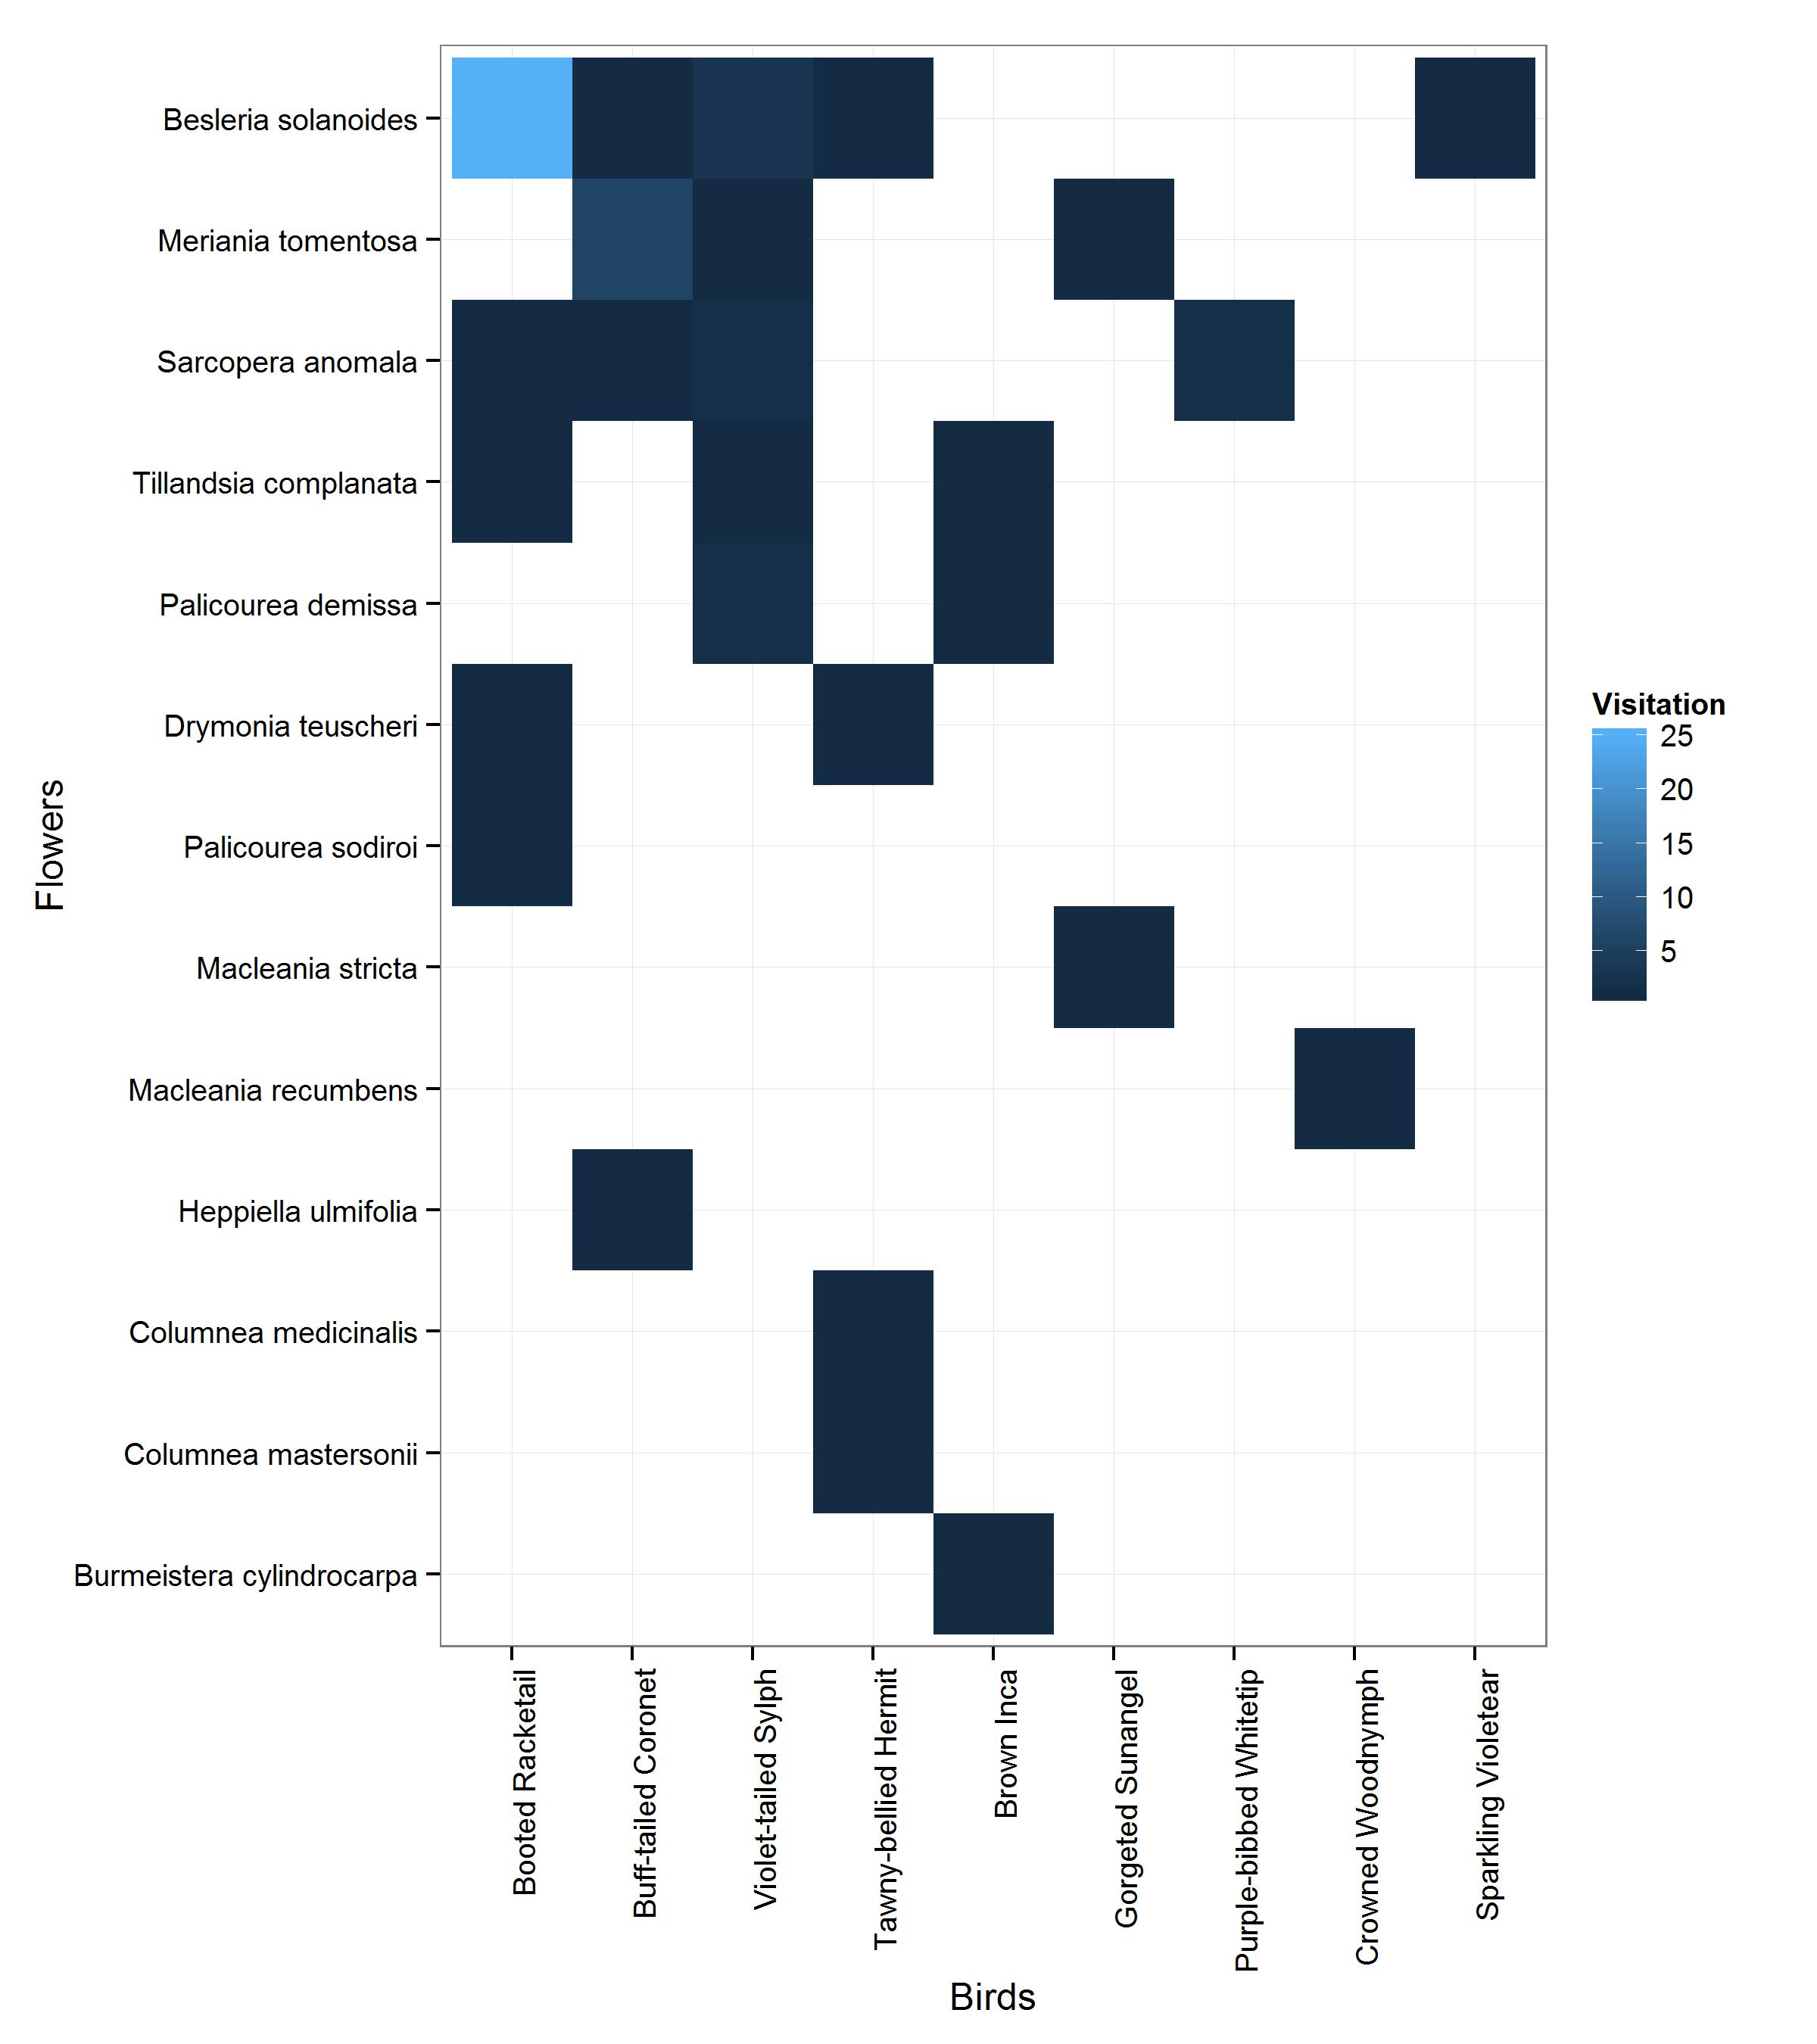 Besleria solanoides
Meriania tomentosa
Sarcopera anomala
Tillandsia complanata
Palicourea demissa
Drymonia teuscheri
Palicourea sodiroi
Macleania stricta
Macleania recumbens
Heppiella ulmifolia
Columnea medicinalis
Columnea mastersonii
Burmeistera cylindrocarpa
Flowers
Booted Racketail
Buff-tailed Coronet
Violet-tailed Sylph
Tawny-bellied Hermit
Brown Inca
Gorgeted Sunangel
Purple-bibbed Whitetip
Crowned Woodnymph
Sparkling Violetear
Birds
Visitation
25
20
15
10
5